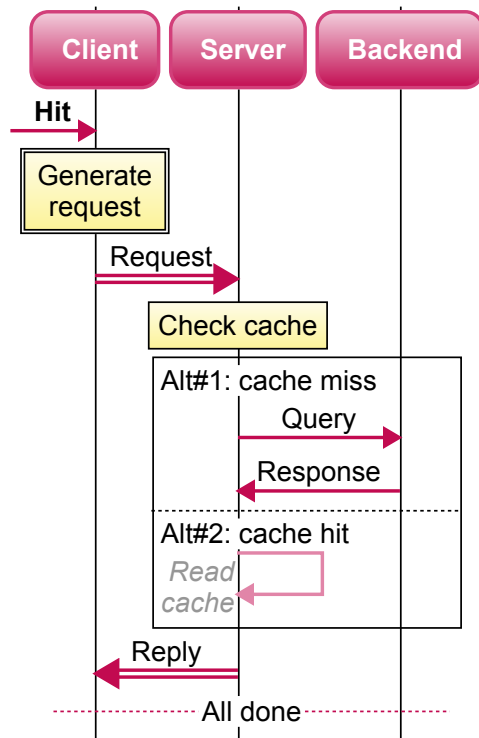 Client Server Backend
Hit
Generate
request
Request
Check cache
Alt#1: cache miss
Query
Response
Alt#2: cache hit
Read
cache
Reply
All done